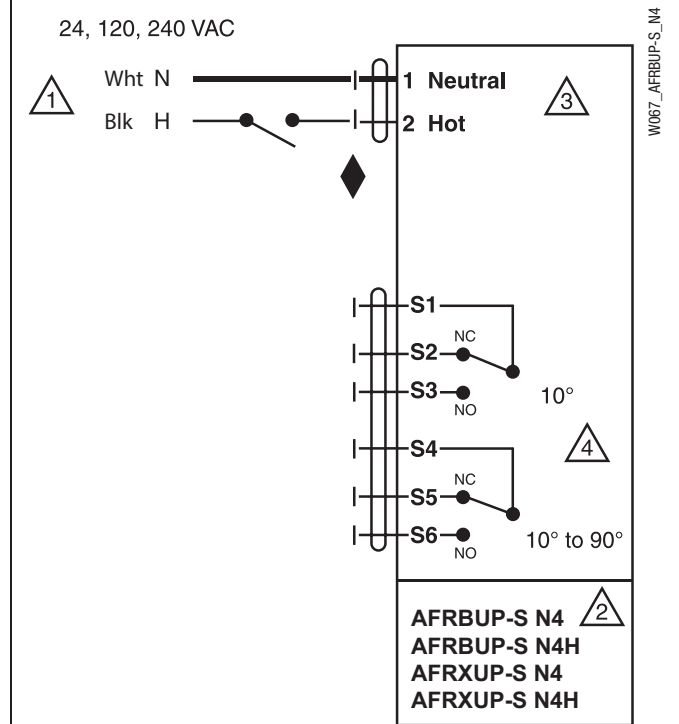 24, 120, 240 VAC
W067_AFRBUP-S_N4
1
Wht N
1 Neutral
3
Blk H
2 Hot
S1
S2
NC
S3
NO
10°
S4
4
S5
NC
S6
NO
10° to 90°
AFRBUP-S N4
2
AFRBUP-S N4H
AFRXUP-S N4
AFRXUP-S N4H